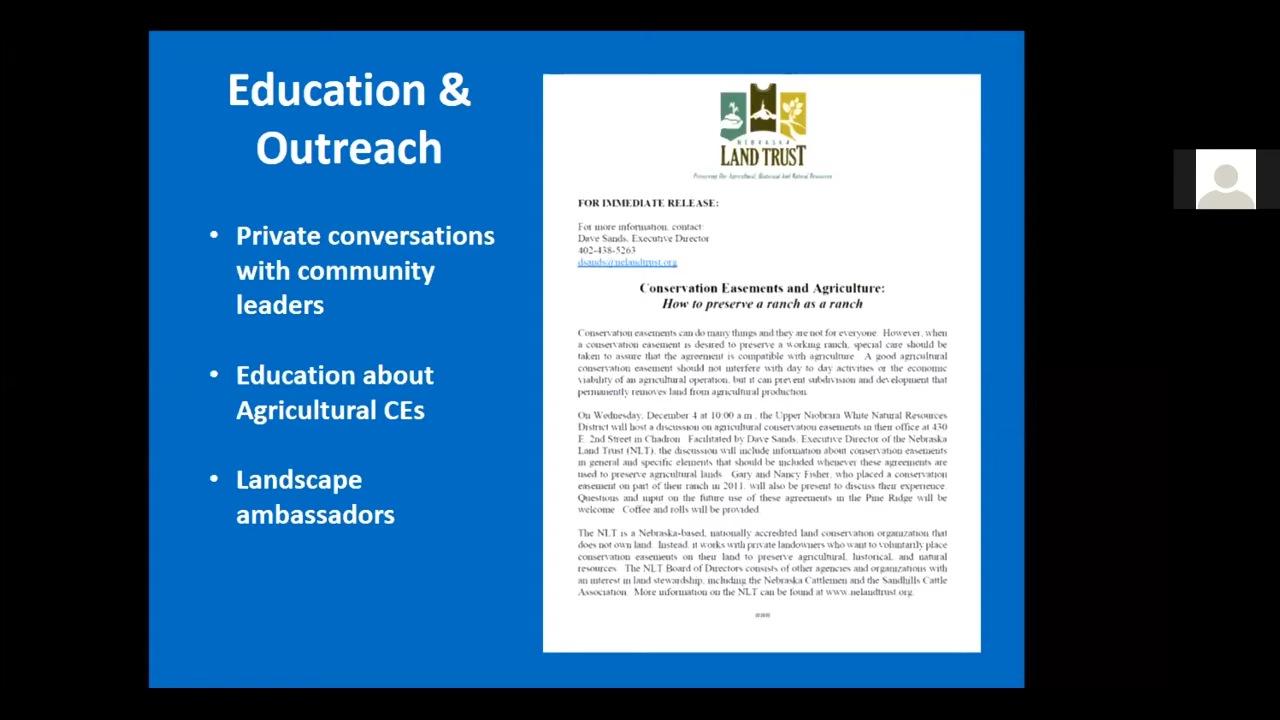 Education &
Outreach
• Private conversations
with community
leaders
• Education about
Agricultural CEs
• Landscape
ambassadors
NEBRASKA
LAND TRUST
Preserving Our Agricultural, Historical And Natural Resources
FOR IMMEDIATE RELEASE:
For more information, contact:
Dave Sands, Executive Director
402-438-5263
dsands@nelandtrust.org
Conservation Easements and Agriculture:
How to preserve a ranch as a ranch
Conservation easements can do many things and they are not for everyone. However, when
a conservation easement is desired to preserve a working ranch, special care should be
taken to assure that the agreement is compatible with agriculture. A good agricultural
conservation easement should not interfere with day to day activities or the economic
viability of an agricultural operation, but it can prevent subdivision and development that
permanently removes land from agricultural production.
On Wednesday, December 4 at 10:00 a.m., the Upper Niobrara White Natural Resources
District will host a discussion on agricultural conservation easements in their office at 430
E. 2nd Street in Chadron. Facilitated by Dave Sands, Executive Director of the Nebraska
Land Trust (NLT), the discussion will include information about conservation easements
in general and specific elements that should be included whenever these agreements are
used to preserve agricultural lands. Gary and Nancy Fisher, who placed a conservation
easement on part of their ranch in 2011, will also be present to discuss their experience.
Questions and input on the future use of these agreements in the Pine Ridge will be
welcome. Coffee and rolls will be provided.
The NLT is a Nebraska-based, nationally accredited land conservation organization that
does not own land. Instead, it works with private landowners who want to voluntarily place
conservation easements on their land to preserve agricultural, historical, and natural
resources. The NLT Board of Directors consists of other agencies and organizations with
an interest in land stewardship, including the Nebraska Cattlemen and the Sandhills Cattle
Association. More information on the NLT can be found at www.nelandtrust.org.
###